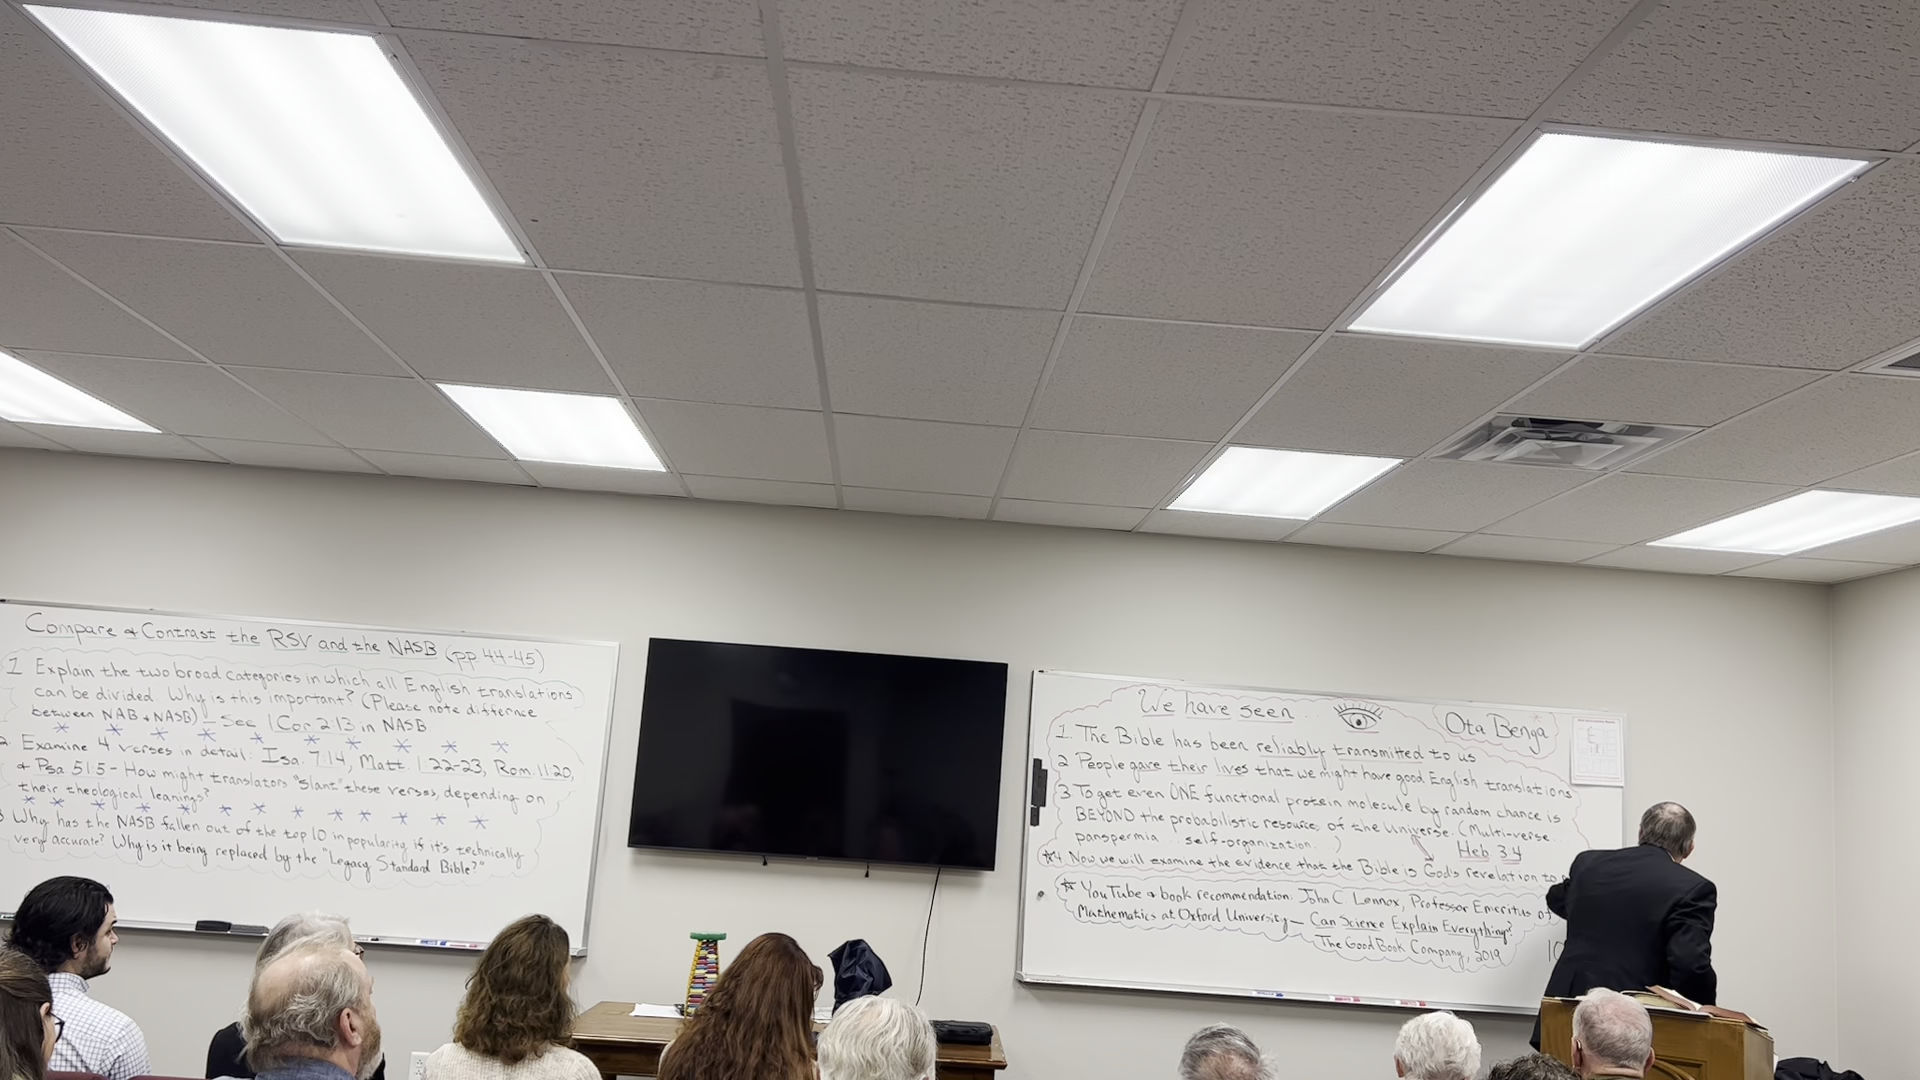 Compare & Contrast the RSV and the NASB (pp. 44-45)
1 Explain the two broad categories in which all English translations
can be divided. Why is this important? (Please note differnce
between NAB & NASB) - See 1 Cor 2:13 in NASB
2. Examine 4 verses in detail: Isa. 7:14, Matt. 1:22-23, Rom. 11:20,
& Psa 51:5 - How might translators "slant" these verses, depending on
their theological leanings?
3 Why has the NASB fallen out of the top 10 in popularity if it's technically
very accurate? Why is it being replaced by the "Legacy Standard Bible?"
We have seen...
Ota Benga
1. The Bible has been reliably transmitted to us
2 People gave their lives that we might have good English translations
3 To get even ONE functional protein molecule by random chance is
BEYOND the probabilistic resources of the Universe. (Multi-verse...
panspermia... self-organization...)
Heb 3:4
*4. Now we will examine the evidence that the Bible is God's revelation to
* YouTube & book recommendation: John C. Lennox, Professor Emeritus of
Mathematics at Oxford University - Can Science Explain Everything?
The Good Book Company, 2019